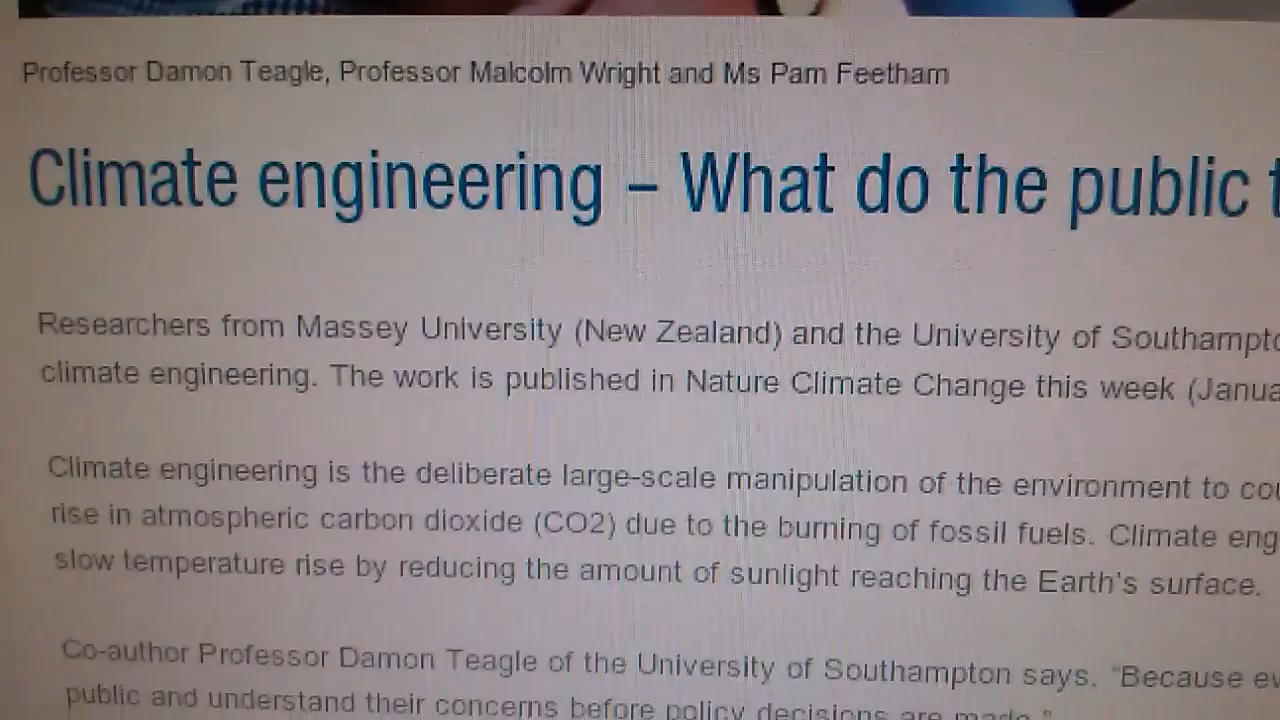 Professor Damon Teagle, Professor Malcolm Wright and Ms Pam Feetham
Climate engineering – What do the public
Researchers from Massey University (New Zealand) and the University of
climate engineering. The work is published in Nature Climate Change this week
Climate engineering is the deliberate large-scale manipulation of the environment to
rise in atmospheric carbon dioxide (CO2) due to the burning of fossil fuels. Climate
slow temperature rise by reducing the amount of sunlight reaching the Earth's surface.
Co-author Professor Damon Teagle of the University of Southampton says. "Because
public and understand their concerns before policy decisions are made."